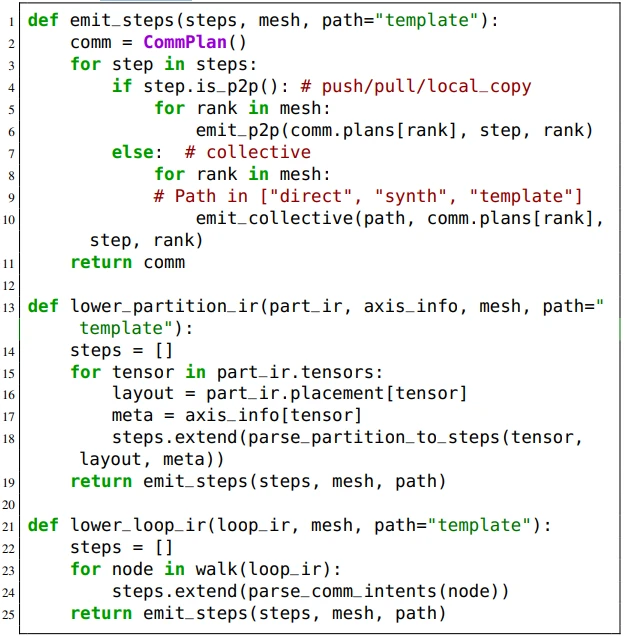 1 def emit_steps(steps, mesh, path="template"):
2     comm = CommPlan()
3     for step in steps:
4         if step.is_p2p(): # push/pull/local_copy
5             for rank in mesh:
6                 emit_p2p(comm.plans[rank], step, rank)
7         else:  # collective
8             for rank in mesh:
9             # Path in ["direct", "synth", "template"]
10                 emit_collective(path, comm.plans[rank],
step, rank)
11     return comm
12
13 def lower_partition_ir(part_ir, axis_info, mesh, path="
template"):
14     steps = []
15     for tensor in part_ir.tensors:
16         layout = part_ir.placement[tensor]
17         meta = axis_info[tensor]
18         steps.extend(parse_partition_to_steps(tensor,
layout, meta))
19     return emit_steps(steps, mesh, path)
20
21 def lower_loop_ir(loop_ir, mesh, path="template"):
22     steps = []
23     for node in walk(loop_ir):
24         steps.extend(parse_comm_intents(node))
25     return emit_steps(steps, mesh, path)